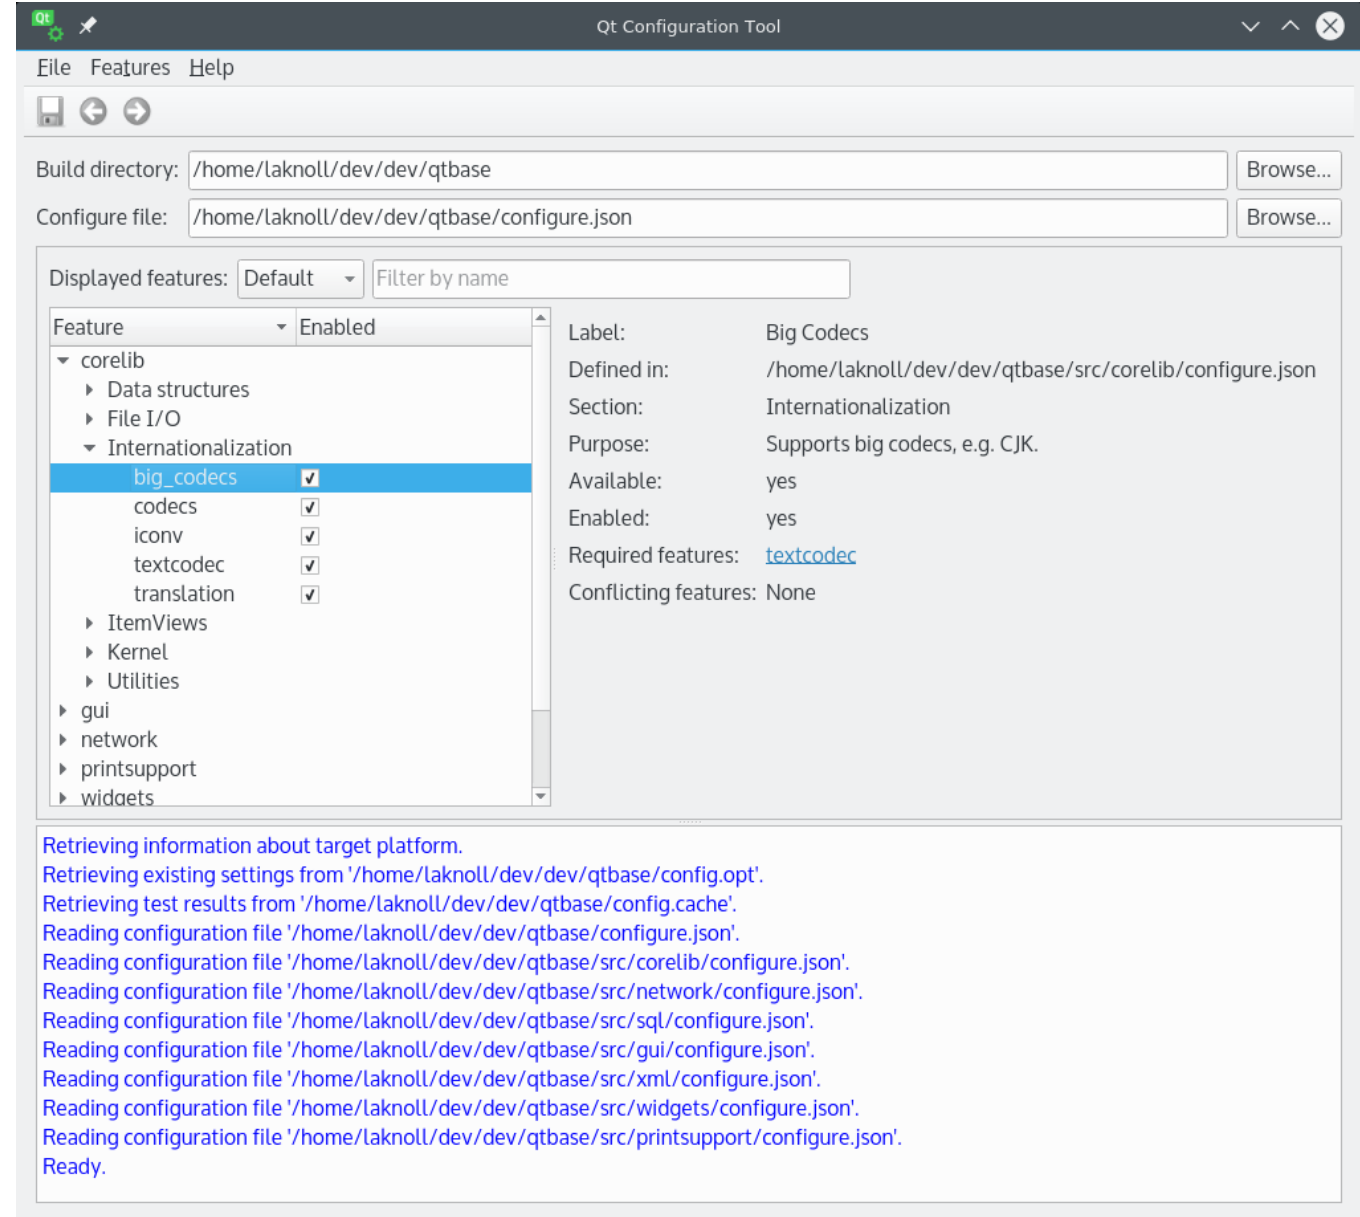 Qt
Qt Configuration Tool
File Features Help
Build directory: /home/laknoll/dev/dev/qtbase Browse...
Configure file: /home/laknoll/dev/dev/qtbase/configure.json Browse...
Displayed features: Default Filter by name
Feature Enabled
corelib
Data structures
File I/O
Internationalization
big_codecs
codecs
iconv
textcodec
translation
ItemViews
Kernel
Utilities
gui
network
printsupport
widgets
Label: Big Codecs
Defined in: /home/laknoll/dev/dev/qtbase/src/corelib/configure.json
Section: Internationalization
Purpose: Supports big codecs, e.g. CJK.
Available: yes
Enabled: yes
Required features: textcodec
Conflicting features: None
Retrieving information about target platform.
Retrieving existing settings from '/home/laknoll/dev/dev/qtbase/config.opt'.
Retrieving test results from '/home/laknoll/dev/dev/qtbase/config.cache'.
Reading configuration file '/home/laknoll/dev/dev/qtbase/configure.json'.
Reading configuration file '/home/laknoll/dev/dev/qtbase/src/corelib/configure.json'.
Reading configuration file '/home/laknoll/dev/dev/qtbase/src/network/configure.json'.
Reading configuration file '/home/laknoll/dev/dev/qtbase/src/sql/configure.json'.
Reading configuration file '/home/laknoll/dev/dev/qtbase/src/gui/configure.json'.
Reading configuration file '/home/laknoll/dev/dev/qtbase/src/xml/configure.json'.
Reading configuration file '/home/laknoll/dev/dev/qtbase/src/widgets/configure.json'.
Reading configuration file '/home/laknoll/dev/dev/qtbase/src/printsupport/configure.json'.
Ready.